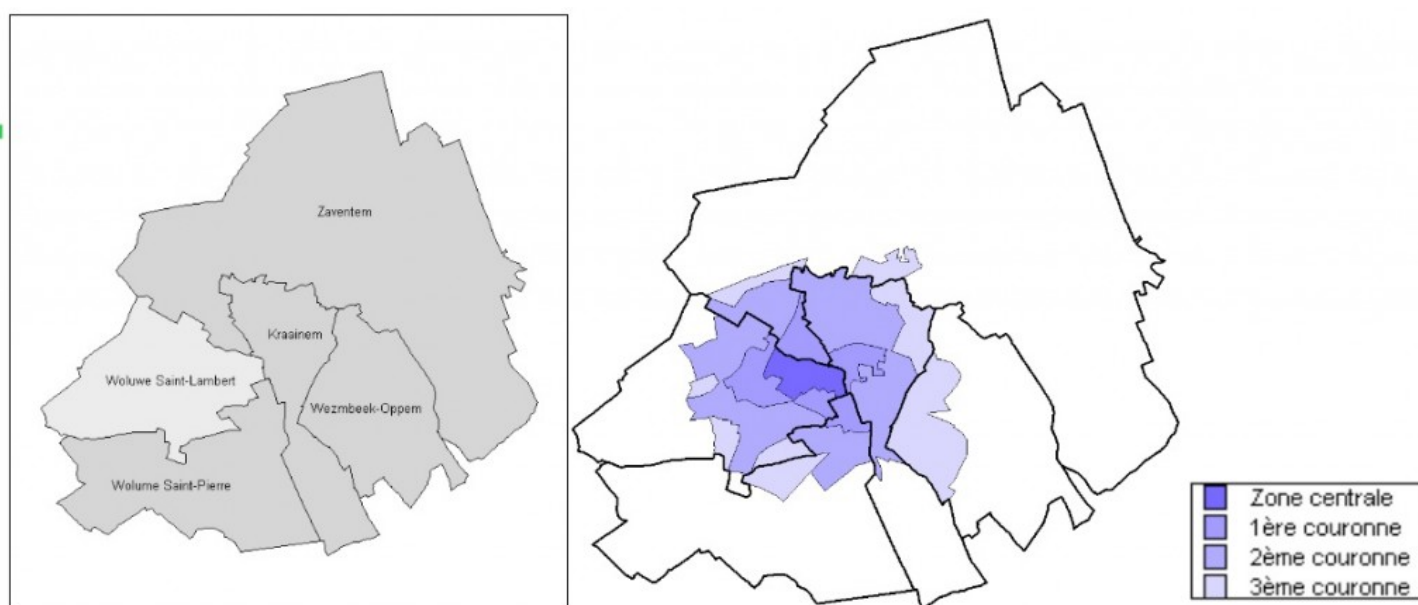 Zaventem
Kraainem
Woluwe Saint-Lambert
Wezmbeek-Oppem
Wolume Saint-Pierre
Zone centrale
1ère couronne
2ème couronne
3ème couronne